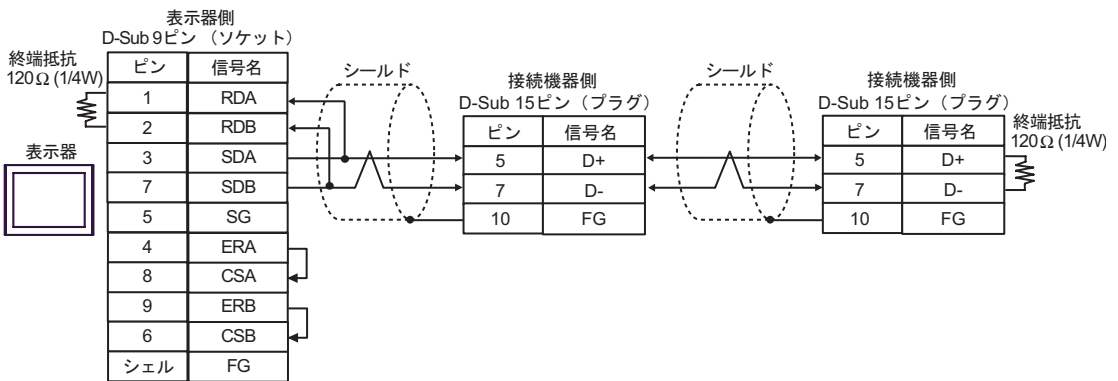 表示器側
D-Sub 9ピン（ソケット）
終端抵抗
120Ω(1/4W)
ピン 信号名
1 RDA
2 RDB
3 SDA
7 SDB
5 SG
4 ERA
8 CSA
9 ERB
6 CSB
シェル FG
表示器
シールド
接続機器側
D-Sub 15ピン（プラグ）
ピン 信号名
5 D+
7 D-
10 FG
シールド
接続機器側
D-Sub 15ピン（プラグ）
ピン 信号名
5 D+
7 D-
10 FG
終端抵抗
120Ω(1/4W)